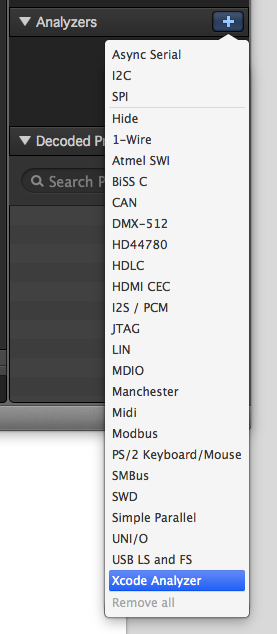 Analyzers
Async Serial
I2C
SPI
Hide
1-Wire
Atmel SWI
BiSS C
CAN
DMX-512
HD44780
HDLC
HDMI CEC
I2S / PCM
JTAG
LIN
MDIO
Manchester
Midi
Modbus
PS/2 Keyboard/Mouse
SMBus
SWD
Simple Parallel
UNI/O
USB LS and FS
Xcode Analyzer
Remove all
Decoded
Search